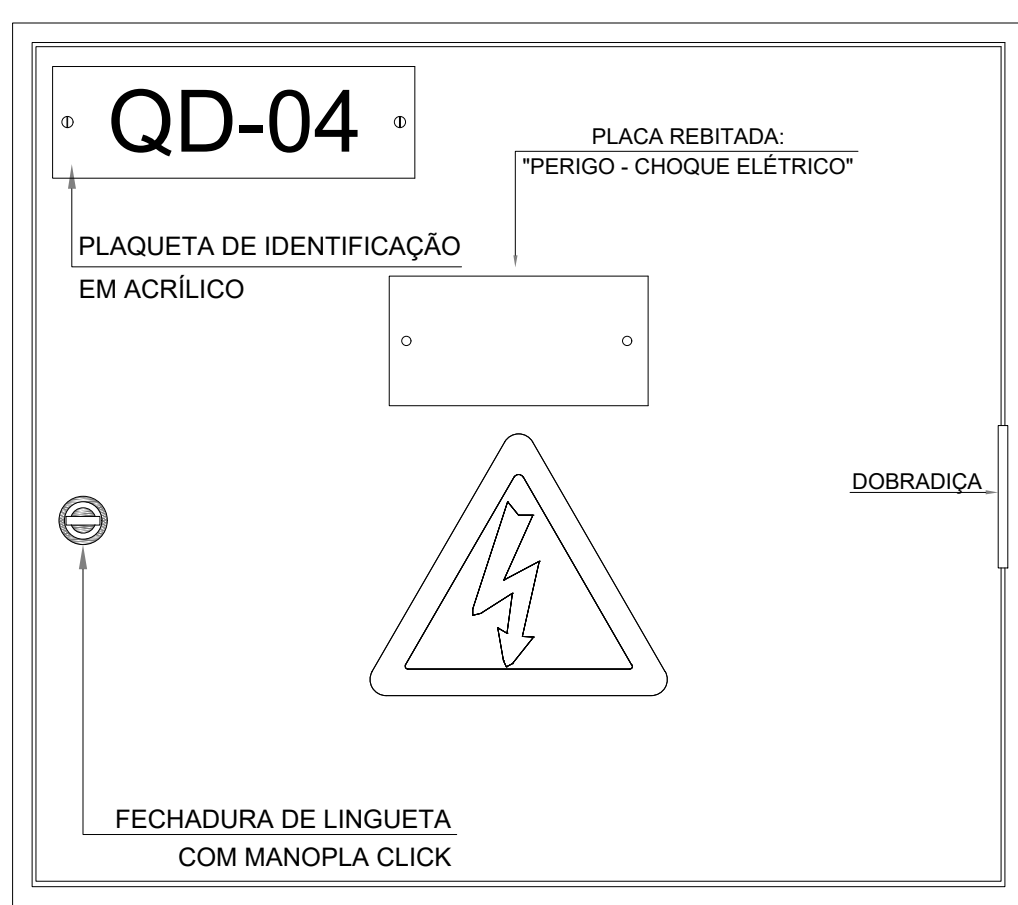 QD-04
PLACA REBITADA:
"PERIGO - CHOQUE ELÉTRICO"
PLAQUETA DE IDENTIFICAÇÃO
EM ACRÍLICO
DOBRADIÇA
FECHADURA DE LINGUETA
COM MANOPLA CLICK